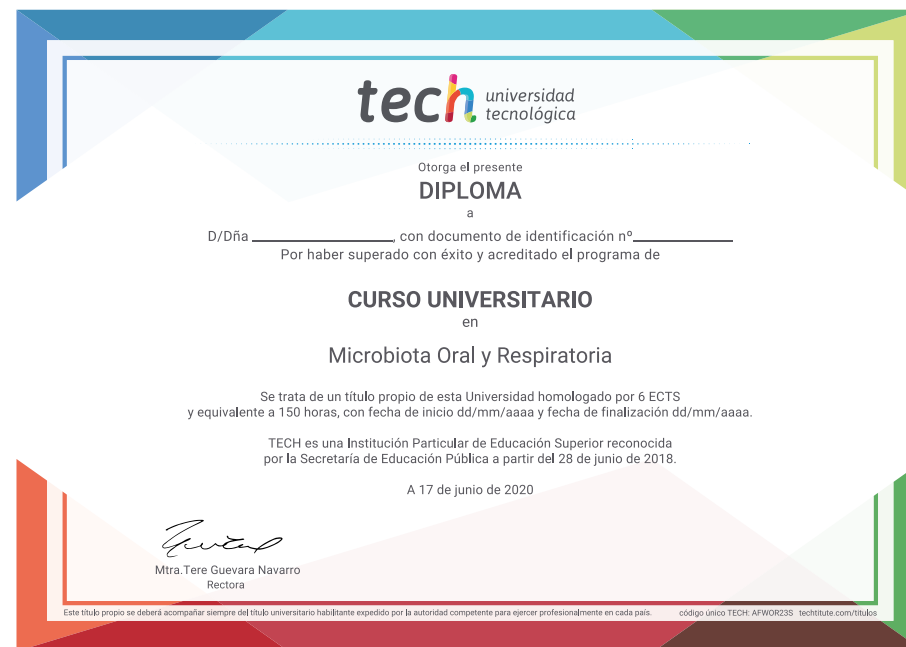 tech universidad
tecnológica
Otorga el presente
DIPLOMA
a
D/Dña ________________, con documento de identificación nº____________
Por haber superado con éxito y acreditado el programa de
CURSO UNIVERSITARIO
en
Microbiota Oral y Respiratoria
Se trata de un título propio de esta Universidad homologado por 6 ECTS
y equivalente a 150 horas, con fecha de inicio dd/mm/aaaa y fecha de finalización dd/mm/aaaa.
TECH es una Institución Particular de Educación Superior reconocida
por la Secretaría de Educación Pública a partir del 28 de junio de 2018.
A 17 de junio de 2020
Mtra.Tere Guevara Navarro
Rectora
Este título propio se deberá acompañar siempre del título universitario habilitante expedido por la autoridad competente para ejercer profesionalmente en cada país. código único TECH: AFWOR23S techtitute.com/titulos